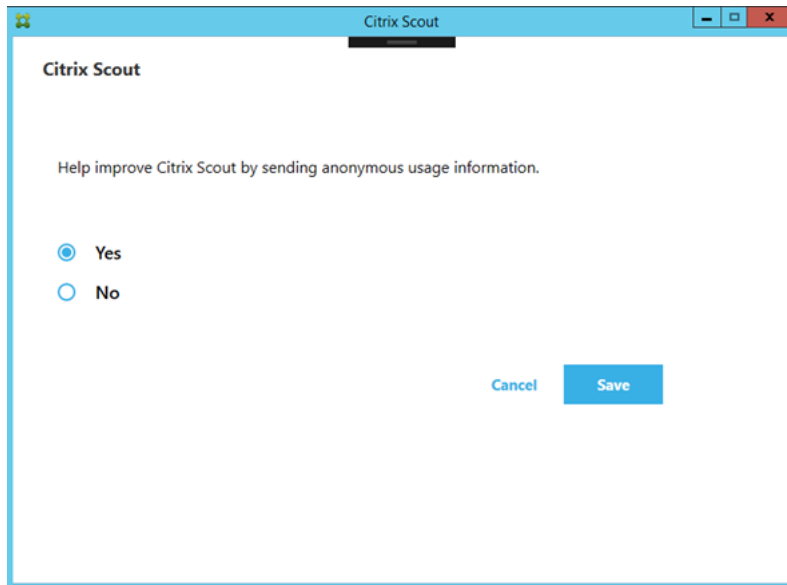 Citrix Scout
Citrix Scout
Help improve Citrix Scout by sending anonymous usage information.
Yes
No
Cancel Save